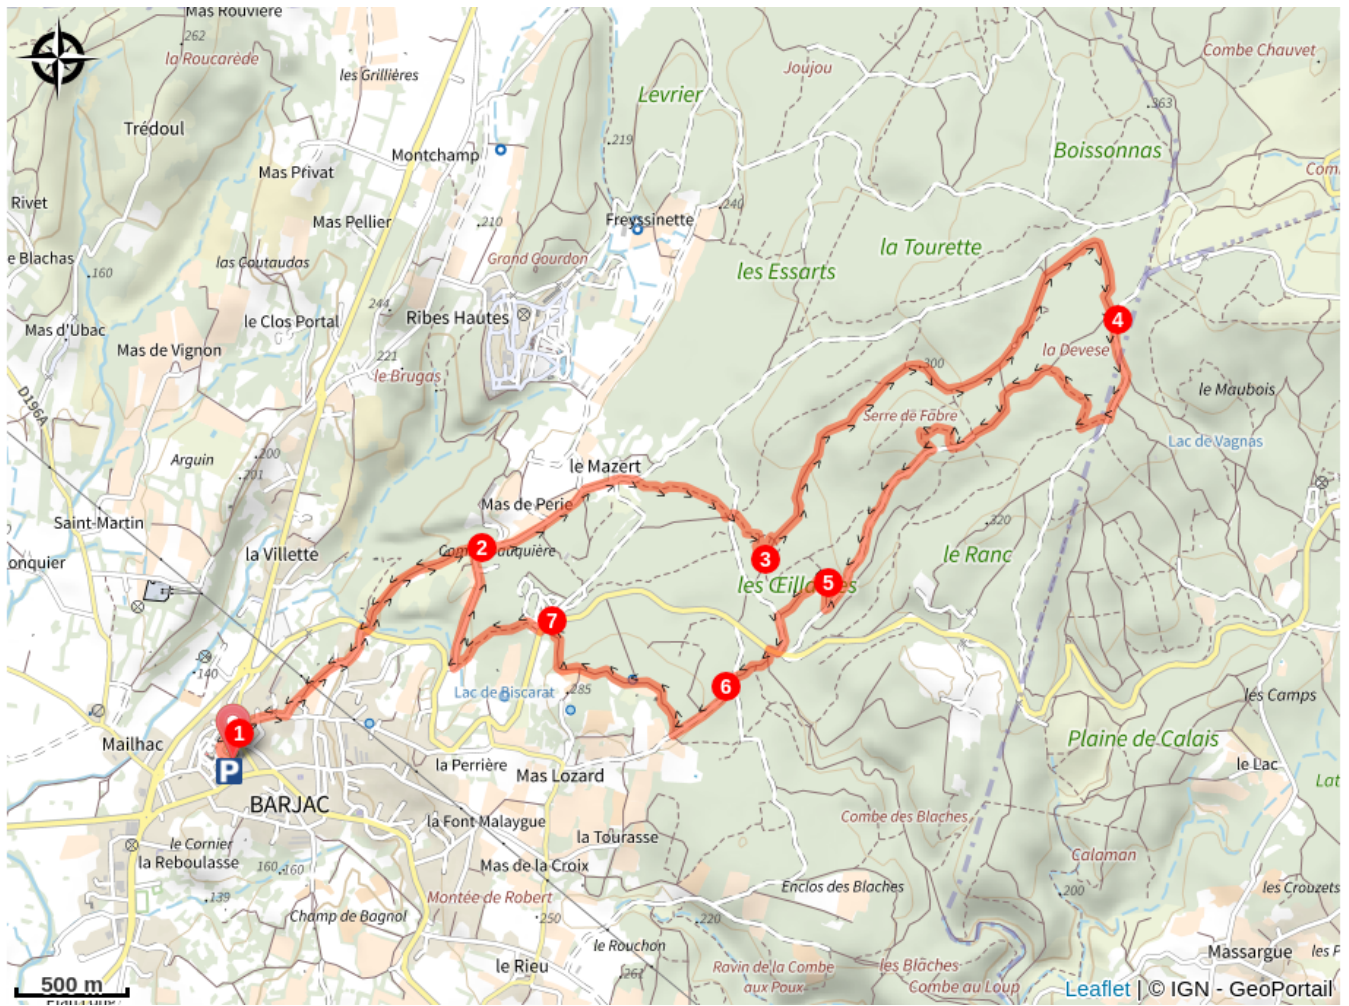 Mas Rouvière
262
la Roucarède
les Grillières
Joujou
Combe Chauvet
Levrier
.363
Trédoul
.219
Montchamp
Boissonnas
Mas Privat
Rivet
.240
Mas Pellier
.210
Freyssinette
la Tourette
e Blachas
las Coutaudas
Grand Gourdon
les Essarts
.160
244
le Clos Portal
Ribes Hautes
4
Mas d'Ubac
Mas de Vignon
221
la Devese
le Brugas
300
le Maubois
D196A
Serre de Fabre
Lac de Vagnas
Arguin
.200
.201
le Mazert
Mas de Perie
Saint-Martin
.320
la Villette
2
3
le Ranc
onquier
5
7
.140
6
Lac de Biscarat
.285
les Camps
1
Mailhac
P
la Perrière
Mas Lozard
Plaine de Calais
le Lac
BARJAC
Lat
la Font Malaygue
Combe des Blaches
le Cornier
la Tourasse
la Reboulasse
160
.160
Mas de la Croix
Calaman
.139
Enclos des Blaches
.200
les Crouzets
Montée de Robert
Champ de Bagnol
.250
.220
le Rouchon
Massargue
les P
le Rieu
.261
Ravin de la Combe
aux Poux
les Blâches
Combe au Loup
500 m
Leaflet | © IGN - GeoPortail